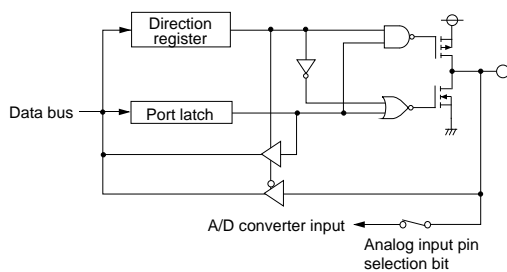 Direction
register
Data bus
Port latch
A/D converter input
Analog input pin
selection bit